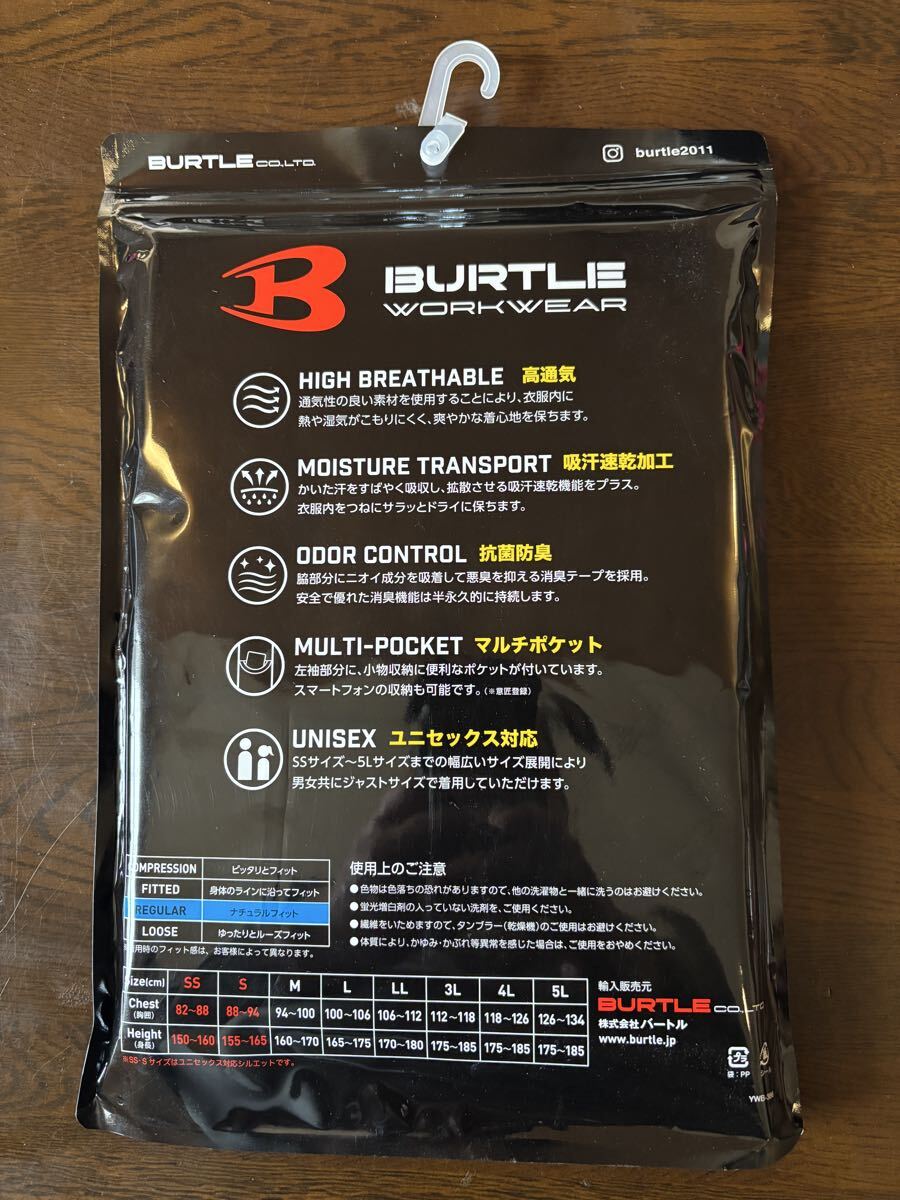 BURTLE CO.LTD.
burtle2011
B BURTLE
WORKWEAR
HIGH BREATHABLE 高通気
通気性の良い素材を使用することにより、衣服内に
熱や湿気がこもりにくく、爽やかな着心地を保ちます。
MOISTURE TRANSPORT 吸汗速乾加工
かいた汗をすばやく吸収し、拡散させる吸汗速乾機能をプラス。
衣服内をつねにサラッとドライに保ちます。
ODOR CONTROL 抗菌防臭
脇部分にニオイ成分を吸着して悪臭を抑える消臭テープを採用。
安全で優れた消臭機能は半永久的に持続します。
MULTI-POCKET マルチポケット
左袖部分に、小物収納に便利なポケットが付いています。
スマートフォンの収納も可能です。(※意匠登録)
UNISEX ユニセックス対応
SSサイズ〜5Lサイズまでの幅広いサイズ展開により
男女共にジャストサイズで着用していただけます。
COMPRESSION ピッタリとフィット
FITTED 身体のラインに沿ってフィット
REGULAR ナチュラルフィット
LOOSE ゆったりとルーズフィット
用時のフィット感は、お客様によって異なります。
使用上のご注意
●色物は色落ちの恐れがありますので、他の洗濯物と一緒に洗うのはお避けください。
●蛍光増白剤の入っていない洗剤を、ご使用ください。
●繊維をいためますので、タンブラー(乾燥機)のご使用はお避けください。
●体質により、かゆみ・かぶれ等異常を感じた場合は、ご使用をおやめください。
Size(cm) SS S M L LL 3L 4L 5L
Chest (胸囲) 82~88 88~94 94~100 100~106 106~112 112~118 118~126 126~134
Height (身長) 150~160 155~165 160~170 165~175 170~180 175~185 175~185 175~185
※SS・Sサイズはユニセックス対応シルエットです。
輸入販売元
BURTLE CO.,LTD
株式会社バートル
www.burtle.jp
プラ
袋：PP